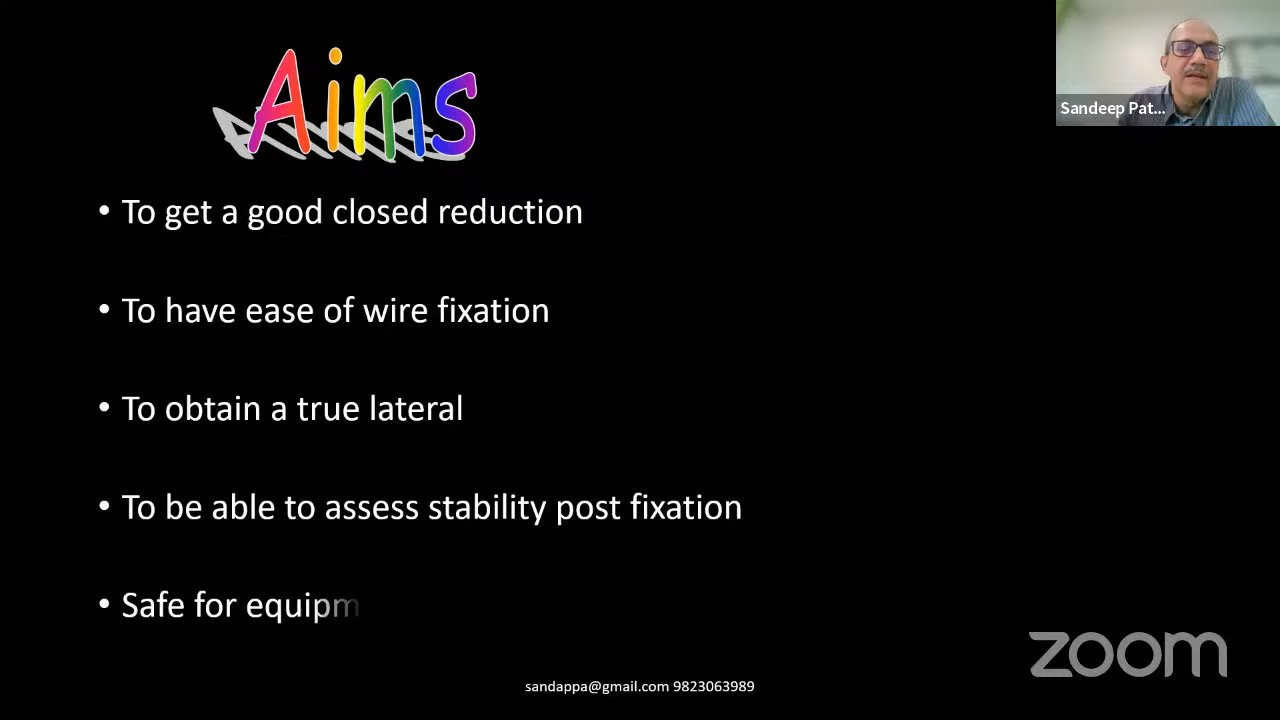 Aims
Sandeep Pat...
• To get a good closed reduction
• To have ease of wire fixation
• To obtain a true lateral
• To be able to assess stability post fixation
• Safe for equipm
zoom
sandappa@gmail.com 9823063989